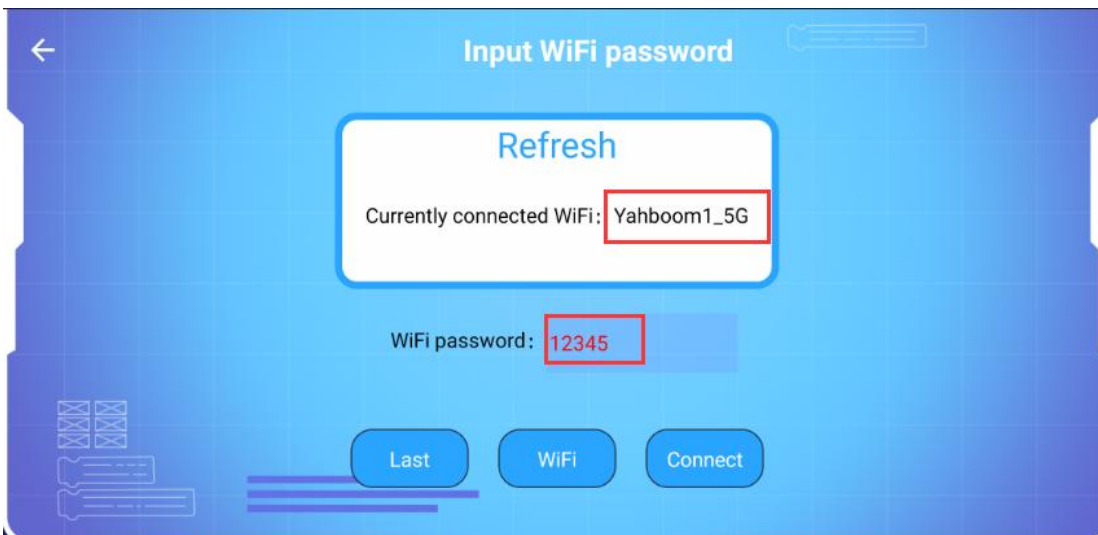 Input WiFi password
Refresh
Currently connected WiFi: Yahboom1_5G
WiFi password: 12345
Last WiFi Connect